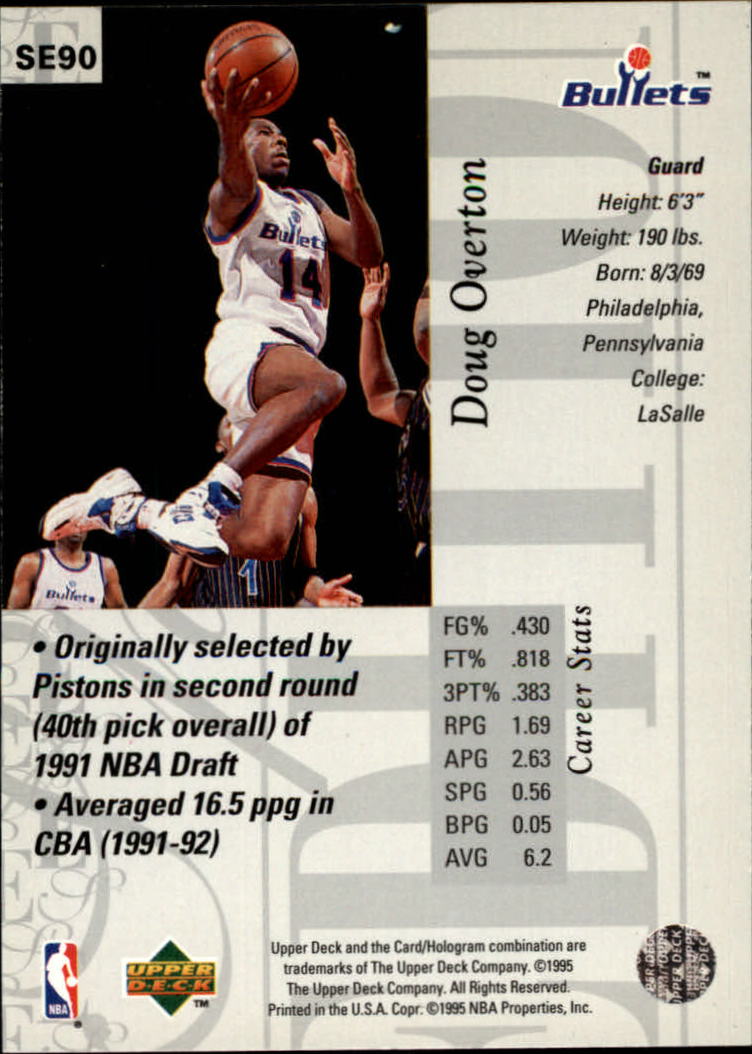 SE90
Bullets™
Guard
Height: 6'3"
Weight: 190 lbs.
Born: 8/3/69
Philadelphia,
Pennsylvania
College:
LaSalle
Doug Overton
Bullets
14
Bullets
1
• Originally selected by
Pistons in second round
(40th pick overall) of
1991 NBA Draft
• Averaged 16.5 ppg in
CBA (1991-92)
Career Stats
FG% .430
FT% .818
3PT% .383
RPG 1.69
APG 2.63
SPG 0.56
BPG 0.05
AVG 6.2
NBA ®
UPPER
D•E•C•K ™
Upper Deck and the Card/Hologram combination are
trademarks of The Upper Deck Company. ©1995
The Upper Deck Company. All Rights Reserved.
Printed in the U.S.A. Copr. ©1995 NBA Properties, Inc.
UPPER DECK